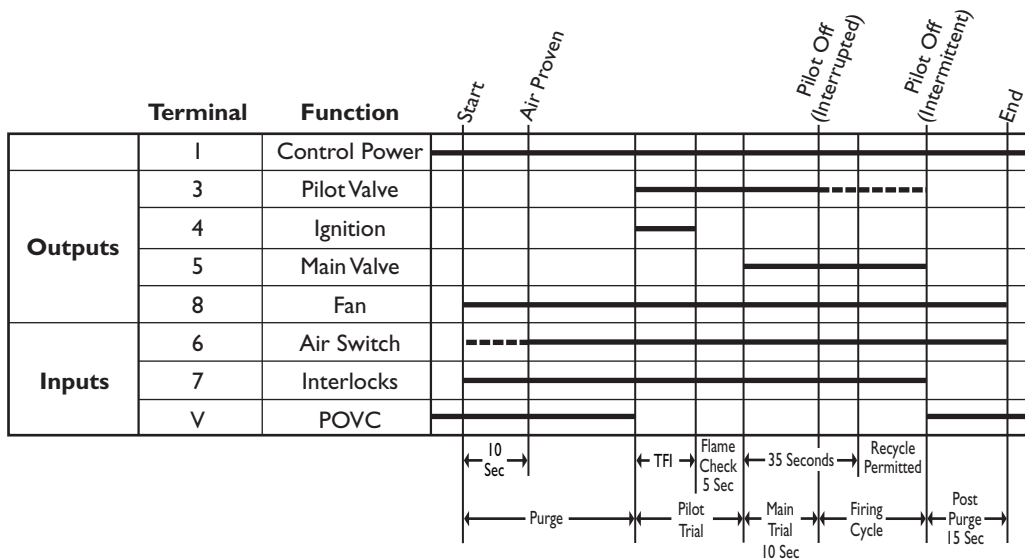 Start
Air Proven
Pilot Off
(Interrupted)
Pilot Off
(Intermittent)
End
Terminal Function
1 Control Power
Outputs
3 Pilot Valve
4 Ignition
5 Main Valve
8 Fan
Inputs
6 Air Switch
7 Interlocks
V POVC
10
Sec
TFI
Flame
Check
5 Sec
35 Seconds
Recycle
Permitted
Purge
Pilot
Trial
Main
Trial
10 Sec
Firing
Cycle
Post
Purge
15 Sec